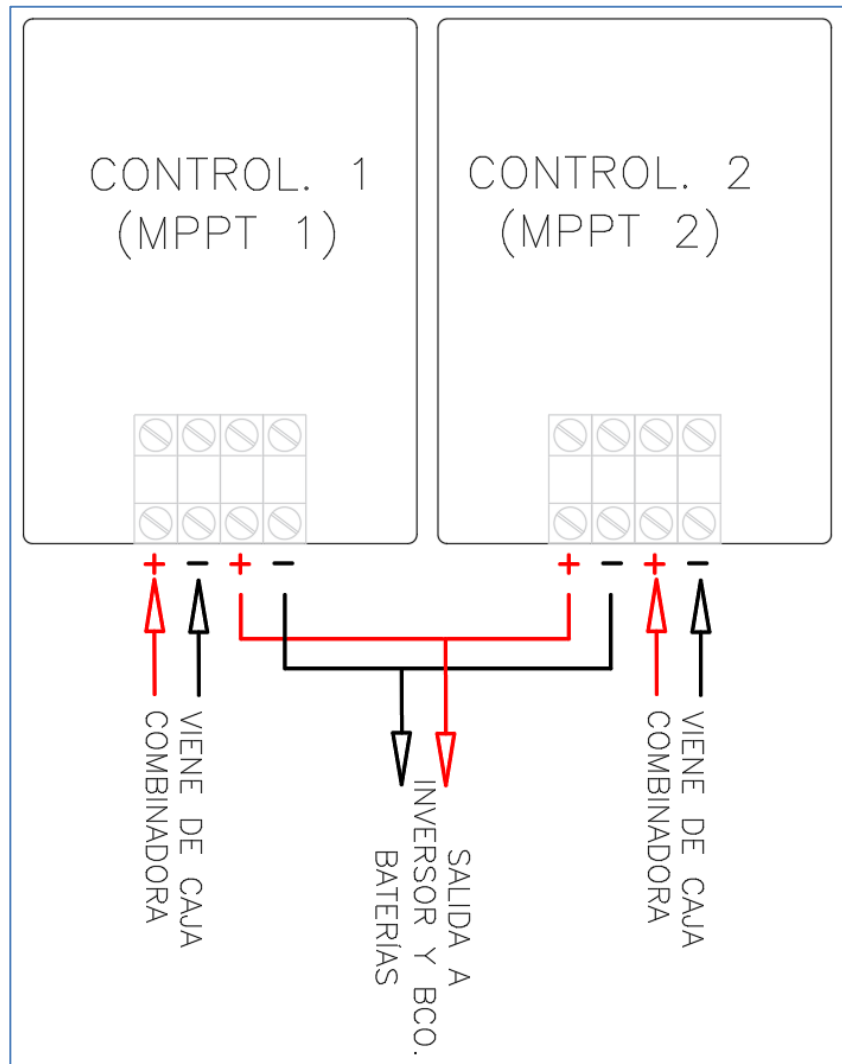 CONTROL. 1
(MPPT 1)
CONTROL. 2
(MPPT 2)
+ − + −
+ − + −
VIENE DE CAJA
COMBINADORA
SALIDA A
INVERSOR Y BCO.
BATERÍAS
VIENE DE CAJA
COMBINADORA